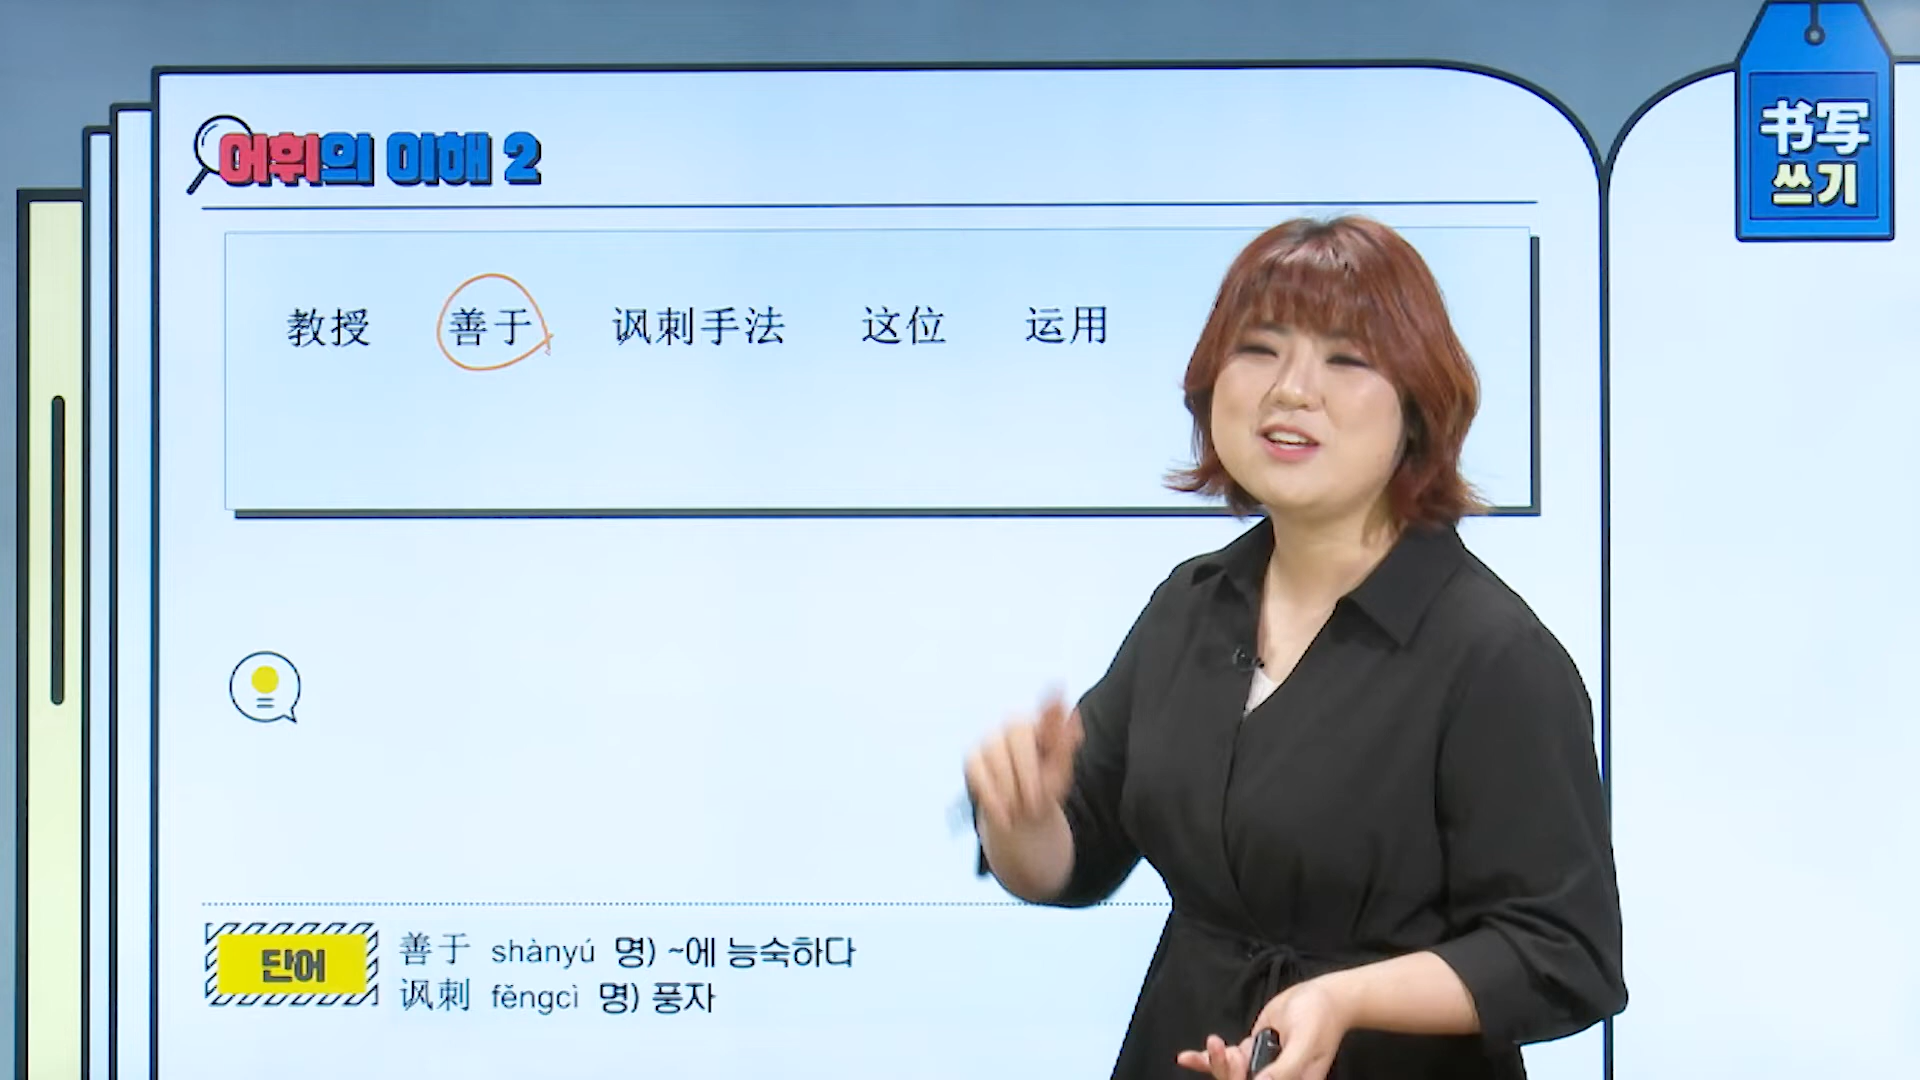 어휘의 이해 2
书写
쓰기
教授 善于 讽刺手法 这位 运用
단어
善于 shànyú 명) ~에 능숙하다
讽刺 fěngcì 명) 풍자